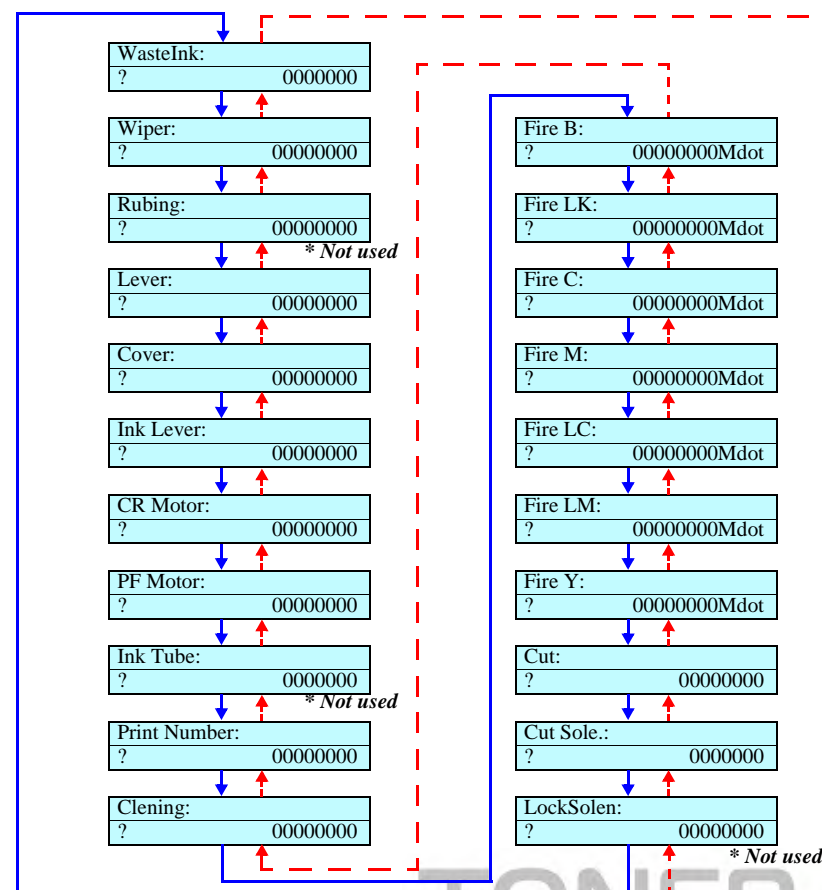 WasteInk:
? 0000000
Wiper:
? 00000000
Rubing:
? 00000000
* Not used
Lever:
? 00000000
Cover:
? 00000000
Ink Lever:
? 00000000
CR Motor:
? 00000000
PF Motor:
? 00000000
Ink Tube:
? 0000000
* Not used
Print Number:
? 00000000
Clening:
? 00000000
Fire B:
? 00000000Mdot
Fire LK:
? 00000000Mdot
Fire C:
? 00000000Mdot
Fire M:
? 00000000Mdot
Fire LC:
? 00000000Mdot
Fire LM:
? 00000000Mdot
Fire Y:
? 00000000Mdot
Cut:
? 00000000
Cut Sole.:
? 0000000
LockSolen:
? 00000000
* Not used
TONER